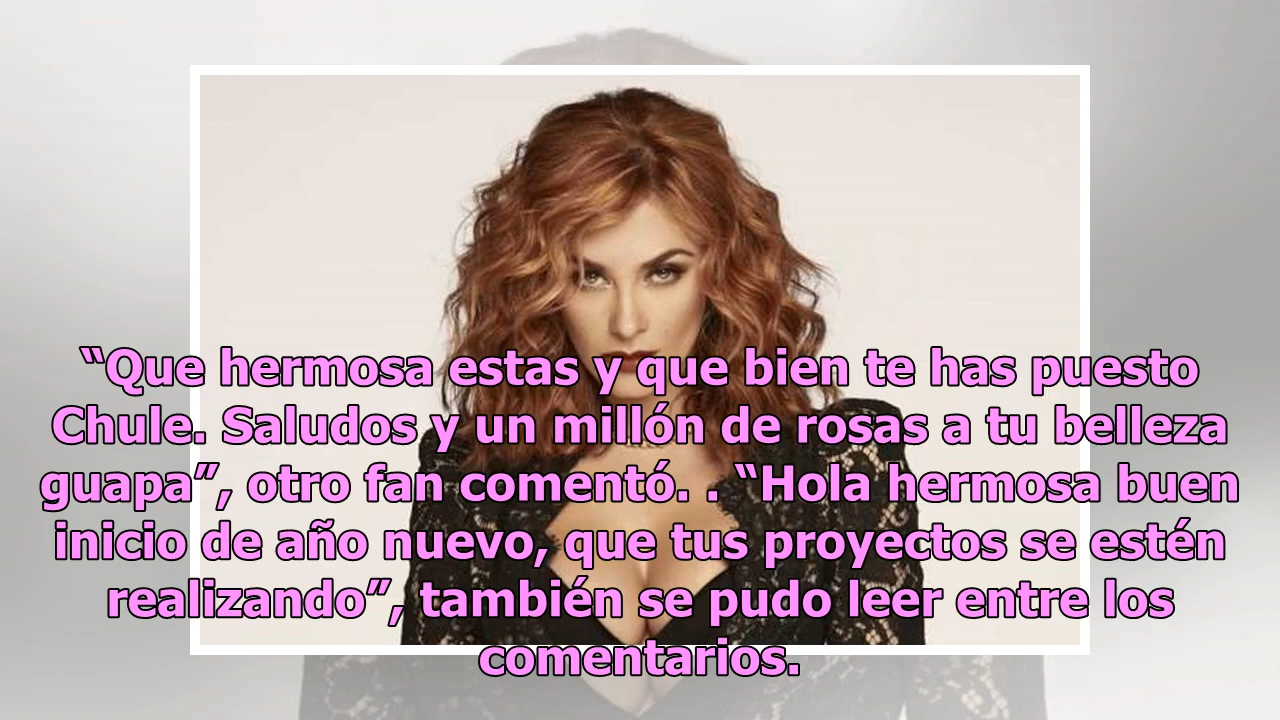 “Que hermosa estas y que bien te has puesto
Chule. Saludos y un millón de rosas a tu belleza
guapa”, otro fan comentó. . “Hola hermosa buen
inicio de año nuevo, que tus proyectos se estén
realizando”, también se pudo leer entre los
comentarios.